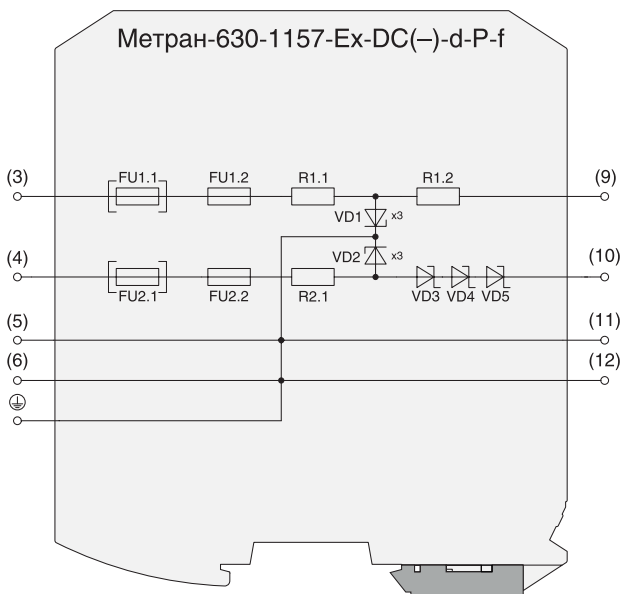 Метран-630-1157-Ex-DC(–)-d-P-f
(3) FU1.1 FU1.2 R1.1 R1.2 (9)
VD1 x3
(4) VD2 x3 (10)
FU2.1 FU2.2 R2.1 VD3 VD4 VD5
(5) (11)
(6) (12)